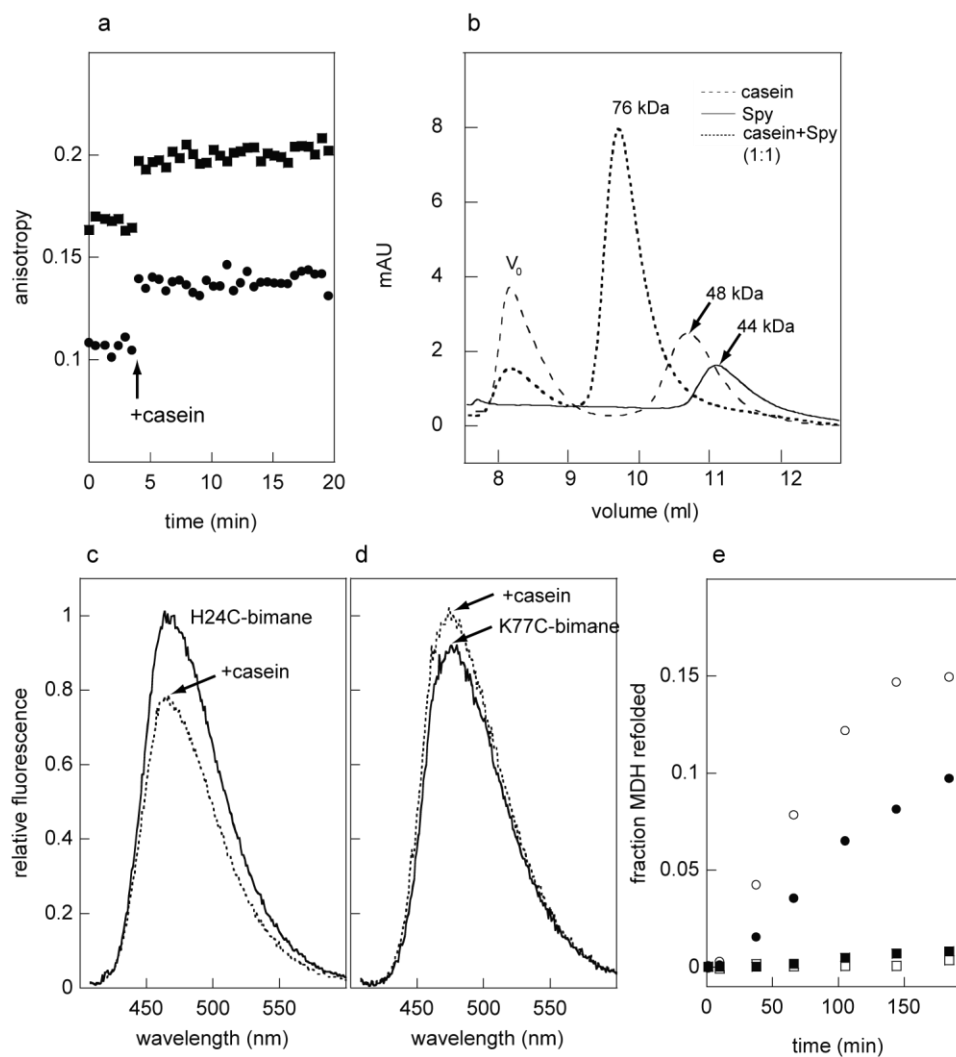 a
0.2
0.15
0.1
anisotropy
+casein
0 5 10 15 20
time (min)
b
casein
Spy
casein+Spy
(1:1)
76 kDa
V0
48 kDa
44 kDa
8
6
4
2
0
mAU
8 9 10 11 12
volume (ml)
c
H24C-bimane
+casein
1
0.8
0.6
0.4
0.2
0
relative fluorescence
450 500 550
wavelength (nm)
d
+casein
K77C-bimane
450 500 550
wavelength (nm)
e
0.15
0.1
0.05
0
fraction MDH refolded
0 50 100 150
time (min)